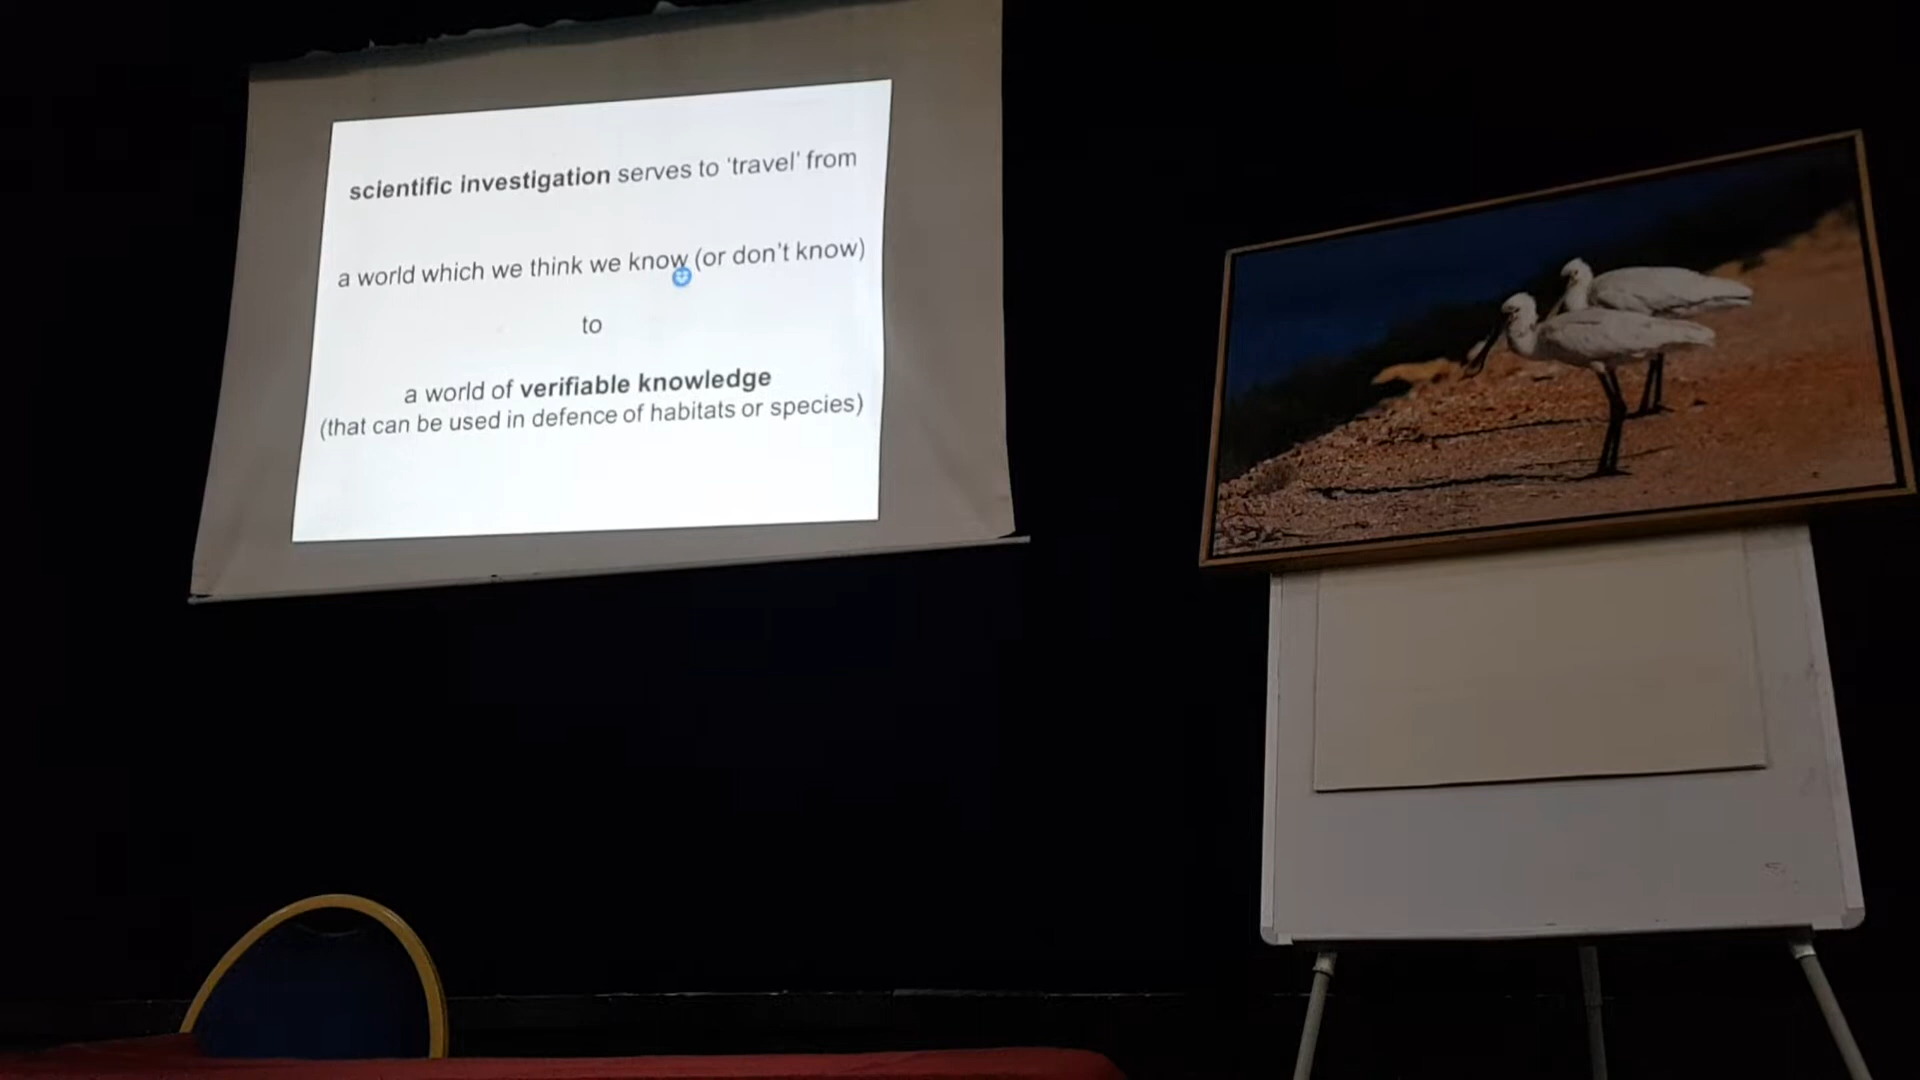 scientific investigation serves to ‘travel’ from
a world which we think we know (or don't know)
to
a world of verifiable knowledge
(that can be used in defence of habitats or species)